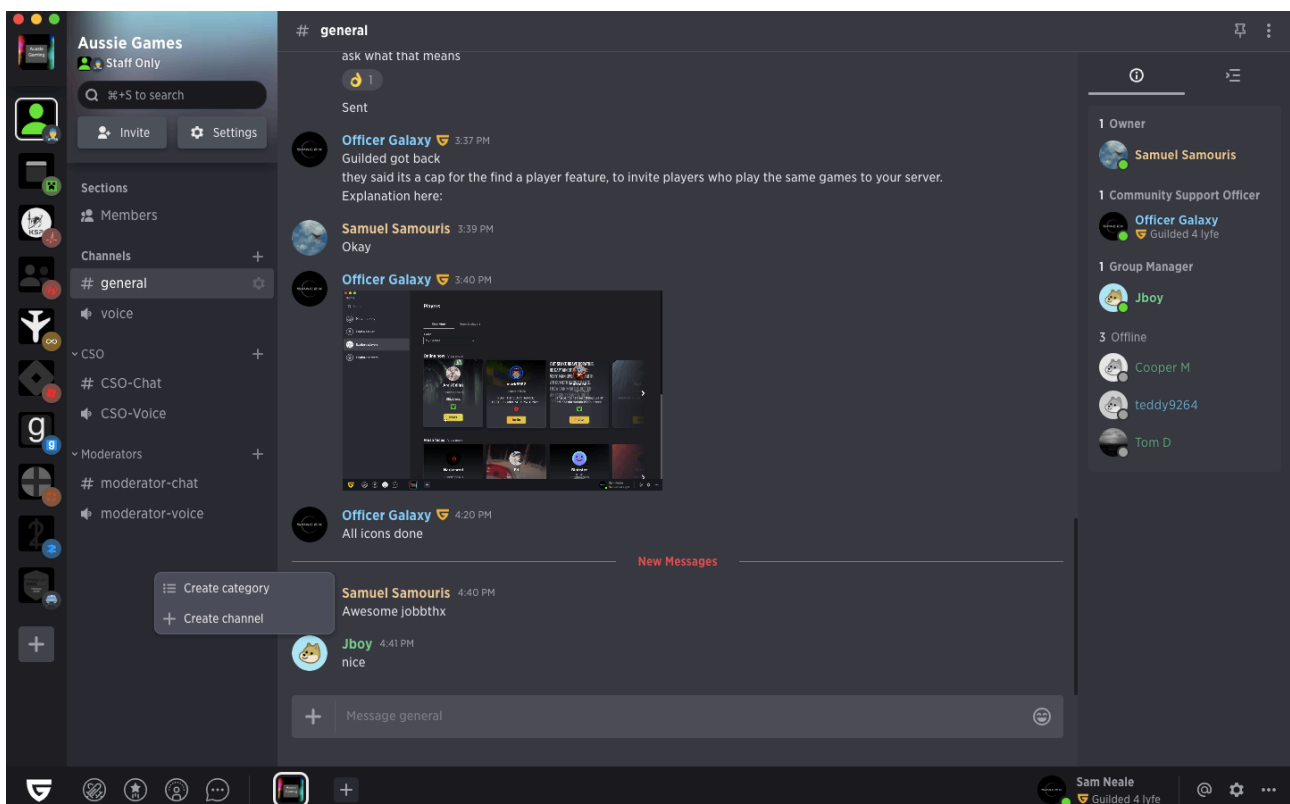 Aussie Games
Staff Only
⌘+S to search
Invite
Settings
Sections
Members
Channels
general
voice
CSO
CSO-Chat
CSO-Voice
Moderators
moderator-chat
moderator-voice
Create category
Create channel
# general
ask what that means
1
Sent
Officer Galaxy 3:37 PM
Guilded got back
they said its a cap for the find a player feature, to invite players who play the same games to your server.
Explanation here:
Samuel Samouris 3:39 PM
Okay
Officer Galaxy 3:40 PM
Players
Officer Galaxy 4:20 PM
All icons done
New Messages
Samuel Samouris 4:40 PM
Awesome jobbthx
Jboy 4:41 PM
nice
Message general
1 Owner
Samuel Samouris
1 Community Support Officer
Officer Galaxy
Guilded 4 lyfe
1 Group Manager
Jboy
3 Offline
Cooper M
teddy9264
Tom D
Sam Neale
Guilded 4 lyfe